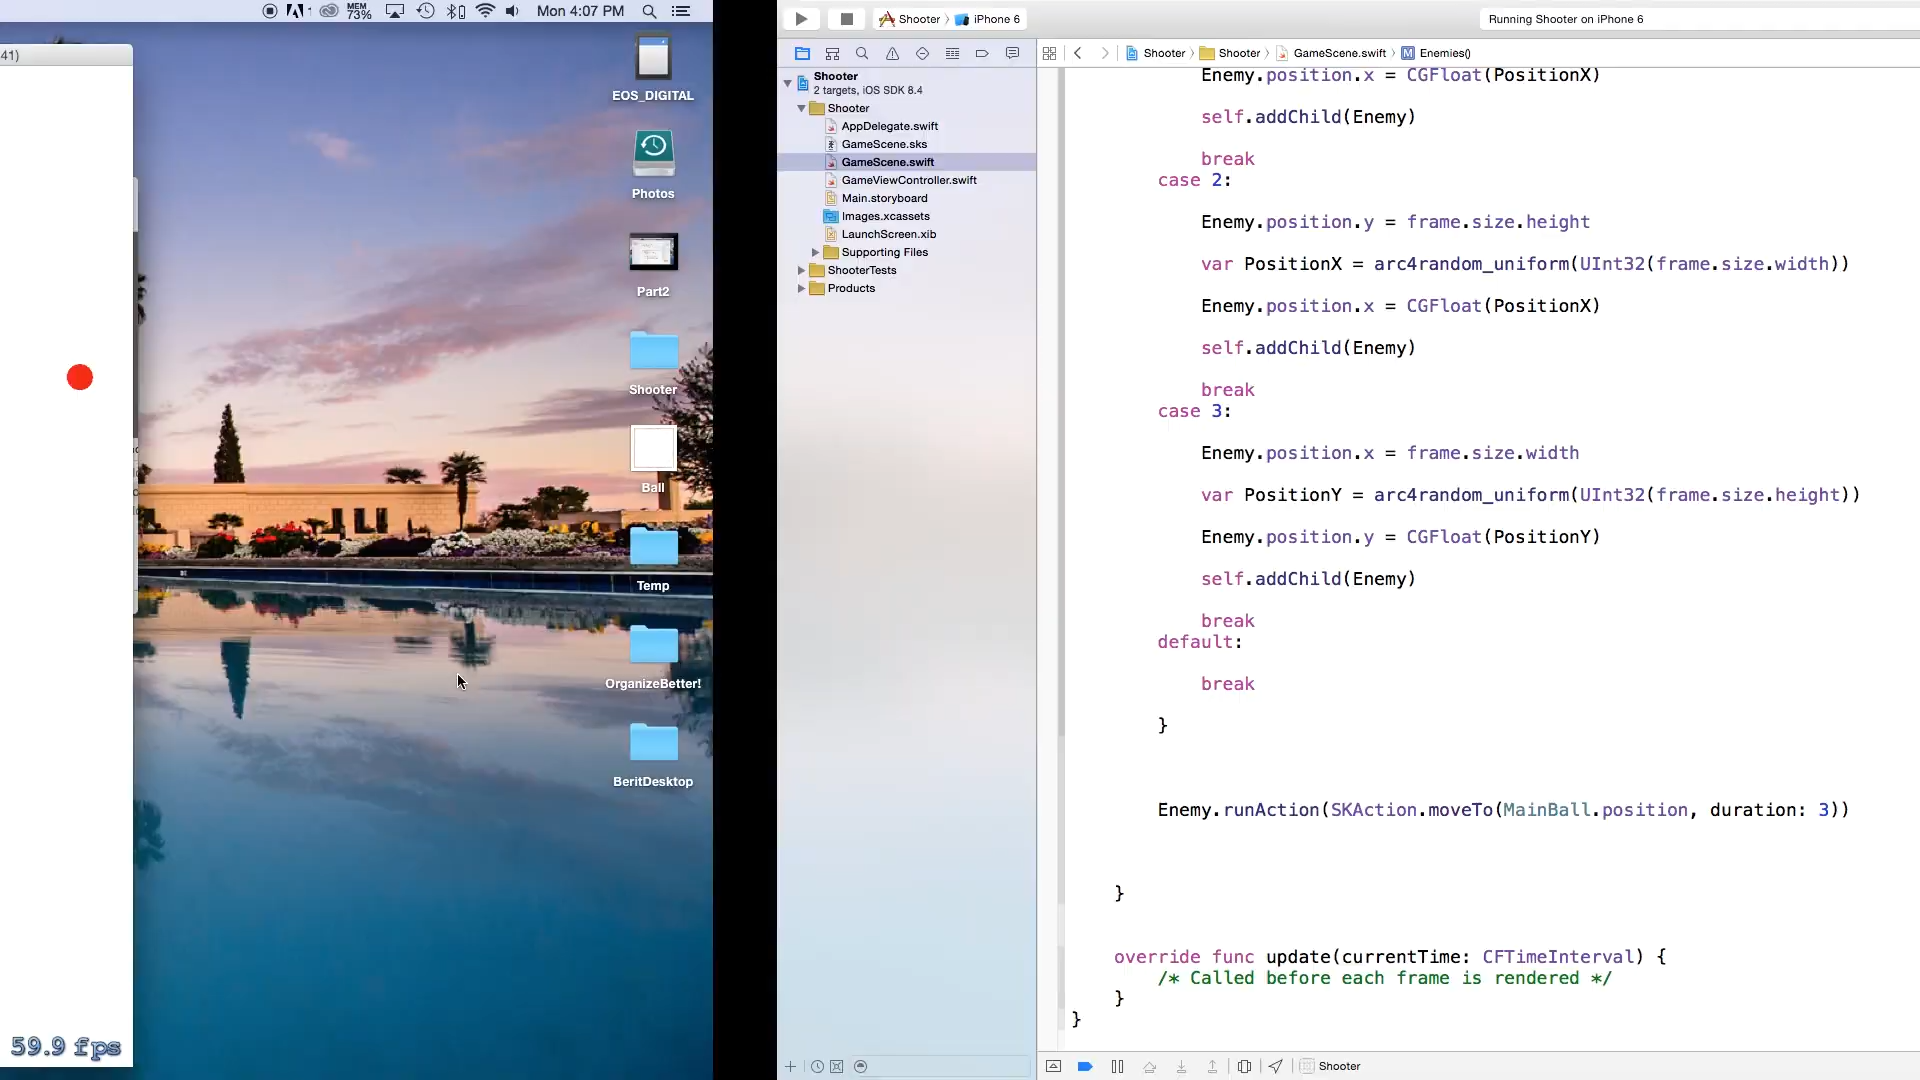 MEM
73%
Mon 4:07 PM
41)
EOS_DIGITAL
Photos
Part2
Shooter
Ball
Temp
OrganizeBetter!
BeritDesktop
59.9 fps
Shooter
iPhone 6
Running Shooter on iPhone 6
Shooter
Shooter
GameScene.swift
M Enemies()
Shooter
2 targets, iOS SDK 8.4
Shooter
AppDelegate.swift
GameScene.sks
GameScene.swift
GameViewController.swift
Main.storyboard
Images.xcassets
LaunchScreen.xib
Supporting Files
ShooterTests
Products
Enemy.position.x = CGFloat(PositionX)
self.addChild(Enemy)
break
case 2:
Enemy.position.y = frame.size.height
var PositionX = arc4random_uniform(UInt32(frame.size.width))
Enemy.position.x = CGFloat(PositionX)
self.addChild(Enemy)
break
case 3:
Enemy.position.x = frame.size.width
var PositionY = arc4random_uniform(UInt32(frame.size.height))
Enemy.position.y = CGFloat(PositionY)
self.addChild(Enemy)
break
default:
break
}
Enemy.runAction(SKAction.moveTo(MainBall.position, duration: 3))
}
override func update(currentTime: CFTimeInterval) {
/* Called before each frame is rendered */
}
}
Shooter